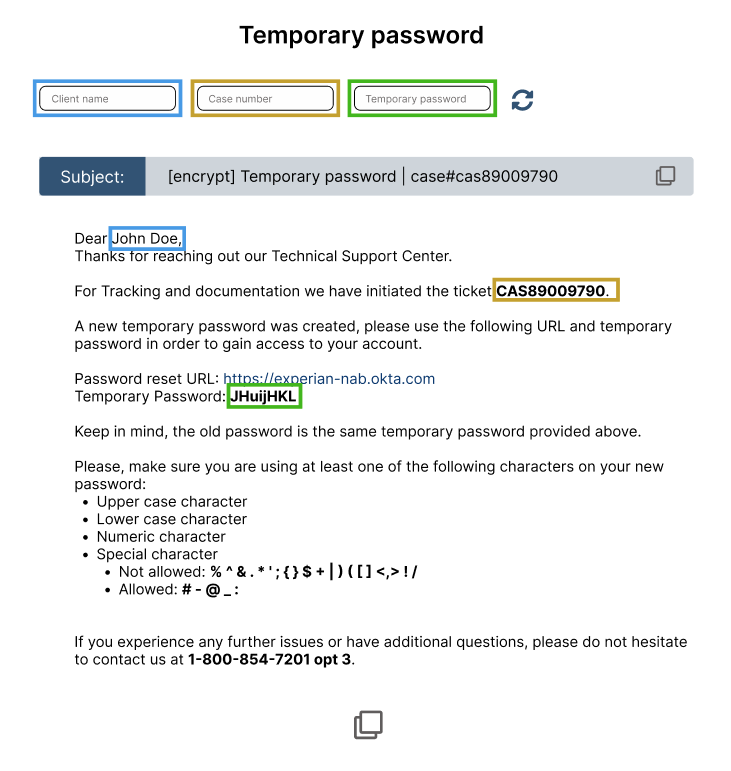 Temporary password
Client name
Case number
Temporary password
Subject:
[encrypt] Temporary password | case#cas89009790
Dear John Doe,
Thanks for reaching out our Technical Support Center.
For Tracking and documentation we have initiated the ticket CAS89009790.
A new temporary password was created, please use the following URL and temporary
password in order to gain access to your account.
Password reset URL: https://experian-nab.okta.com
Temporary Password: JHuijHKL
Keep in mind, the old password is the same temporary password provided above.
Please, make sure you are using at least one of the following characters on your new
password:
• Upper case character
• Lower case character
• Numeric character
• Special character
• Not allowed: % ^ & . * ' ; { } $ + | ) ( [ ] <,> ! /
• Allowed: # - @ _ :
If you experience any further issues or have additional questions, please do not hesitate
to contact us at 1-800-854-7201 opt 3.